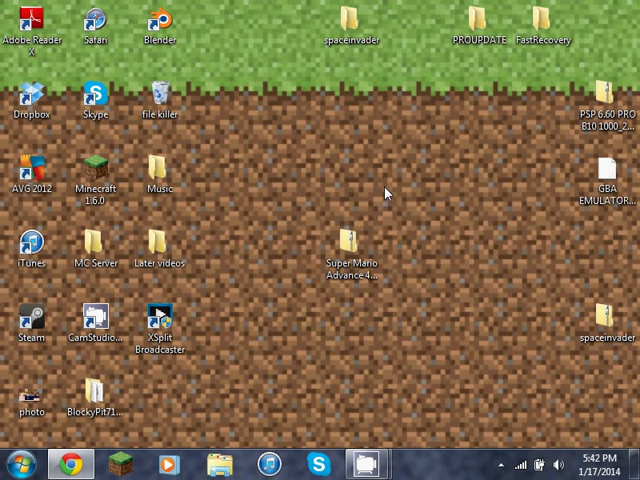 Adobe Reader
X
Safari
Blender
spaceinvader
PROUPDATE
FastRecovery
Dropbox
Skype
file killer
PSP 6.60 PRO
B10 1000_2...
AVG 2012
Minecraft
1.6.0
Music
GBA
EMULATOR...
iTunes
MC Server
Later videos
Super Mario
Advance 4...
Steam
CamStudio...
XSplit
Broadcaster
spaceinvader
photo
BlockyPit71...
5:42 PM
1/17/2014